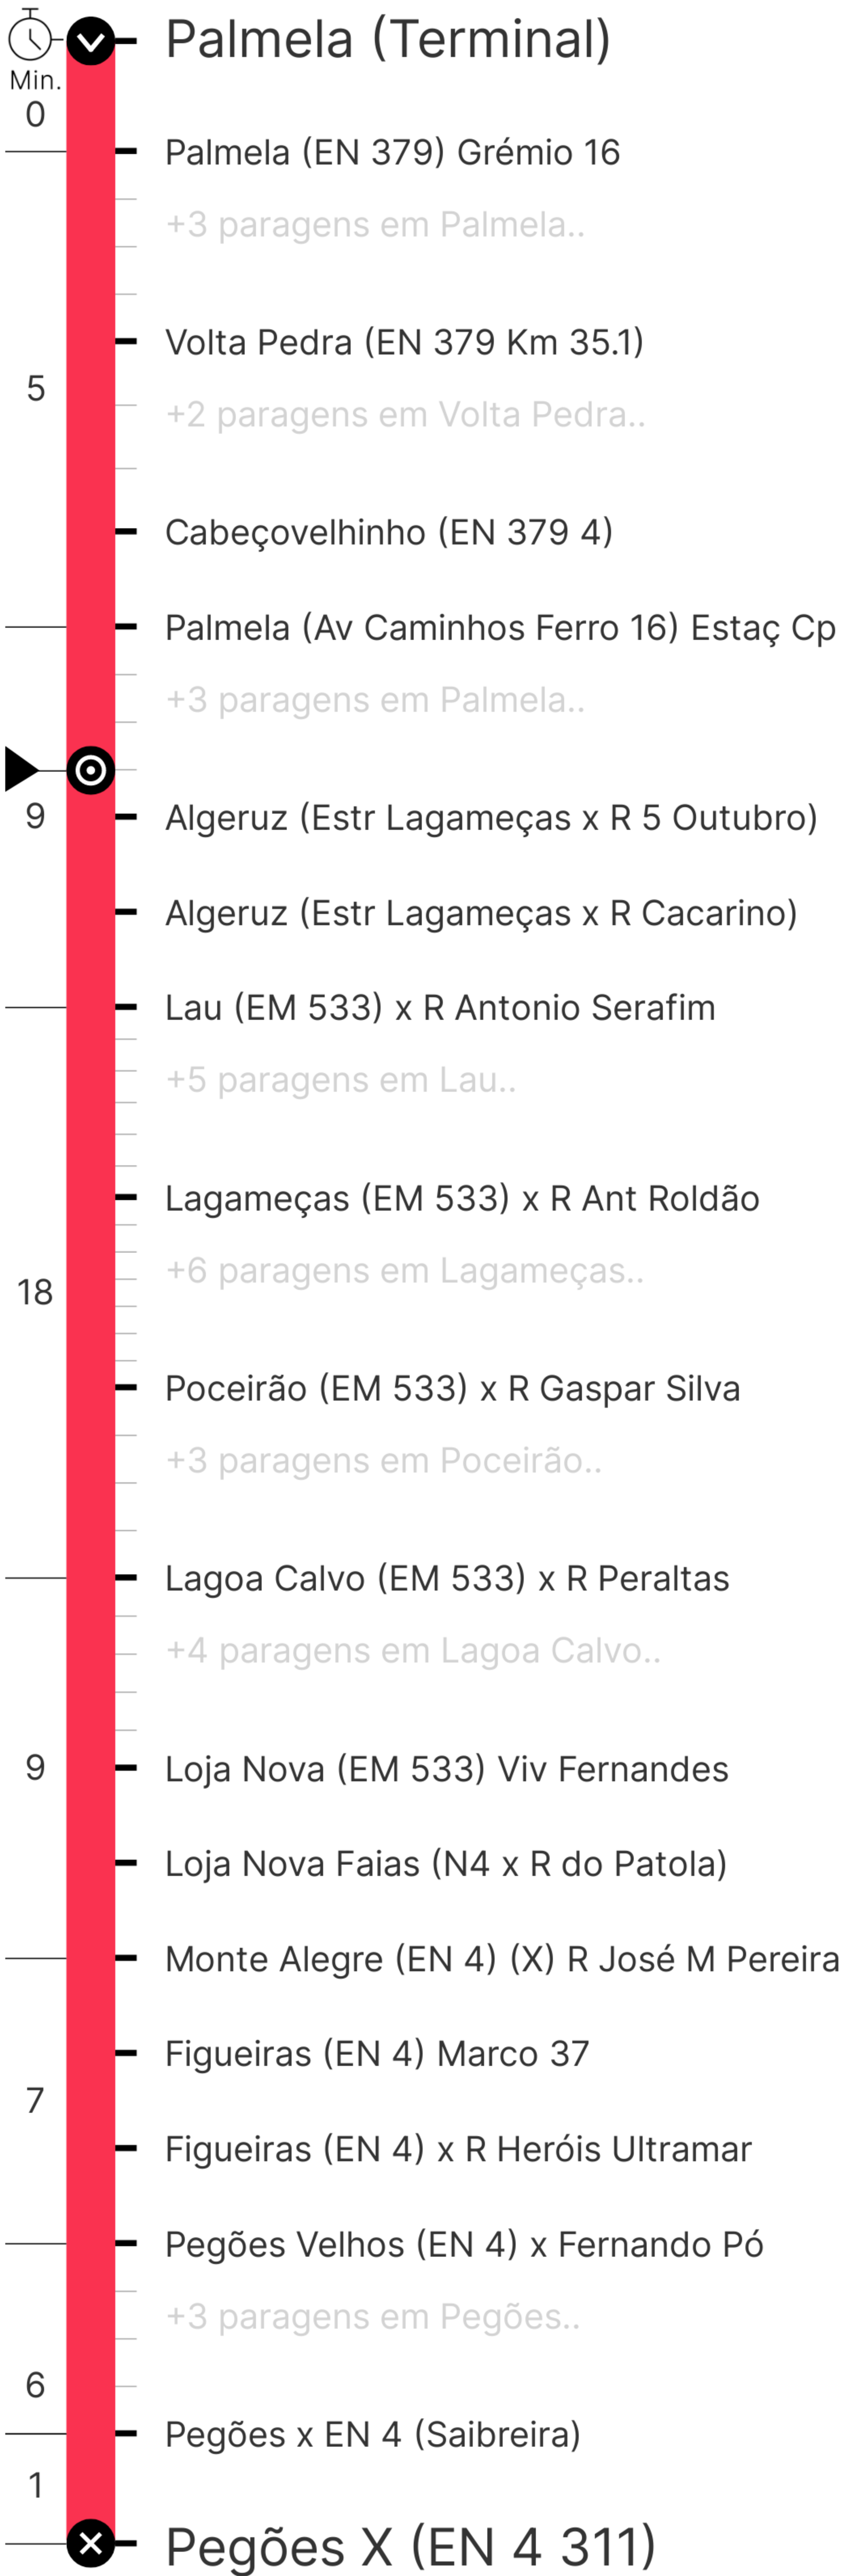 Palmela (Terminal)
Min.
0
Palmela (EN 379) Grémio 16
+3 paragens em Palmela..
Volta Pedra (EN 379 Km 35.1)
5
+2 paragens em Volta Pedra..
Cabeçovelhinho (EN 379 4)
Palmela (Av Caminhos Ferro 16) Estaç Cp
+3 paragens em Palmela..
9
Algeruz (Estr Lagameças x R 5 Outubro)
Algeruz (Estr Lagameças x R Cacarino)
Lau (EM 533) x R Antonio Serafim
+5 paragens em Lau..
Lagameças (EM 533) x R Ant Roldão
+6 paragens em Lagameças..
18
Poceirão (EM 533) x R Gaspar Silva
+3 paragens em Poceirão..
Lagoa Calvo (EM 533) x R Peraltas
+4 paragens em Lagoa Calvo..
9
Loja Nova (EM 533) Viv Fernandes
Loja Nova Faias (N4 x R do Patola)
Monte Alegre (EN 4) (X) R José M Pereira
Figueiras (EN 4) Marco 37
7
Figueiras (EN 4) x R Heróis Ultramar
Pegões Velhos (EN 4) x Fernando Pó
+3 paragens em Pegões..
6
Pegões x EN 4 (Saibreira)
1
Pegões X (EN 4 311)